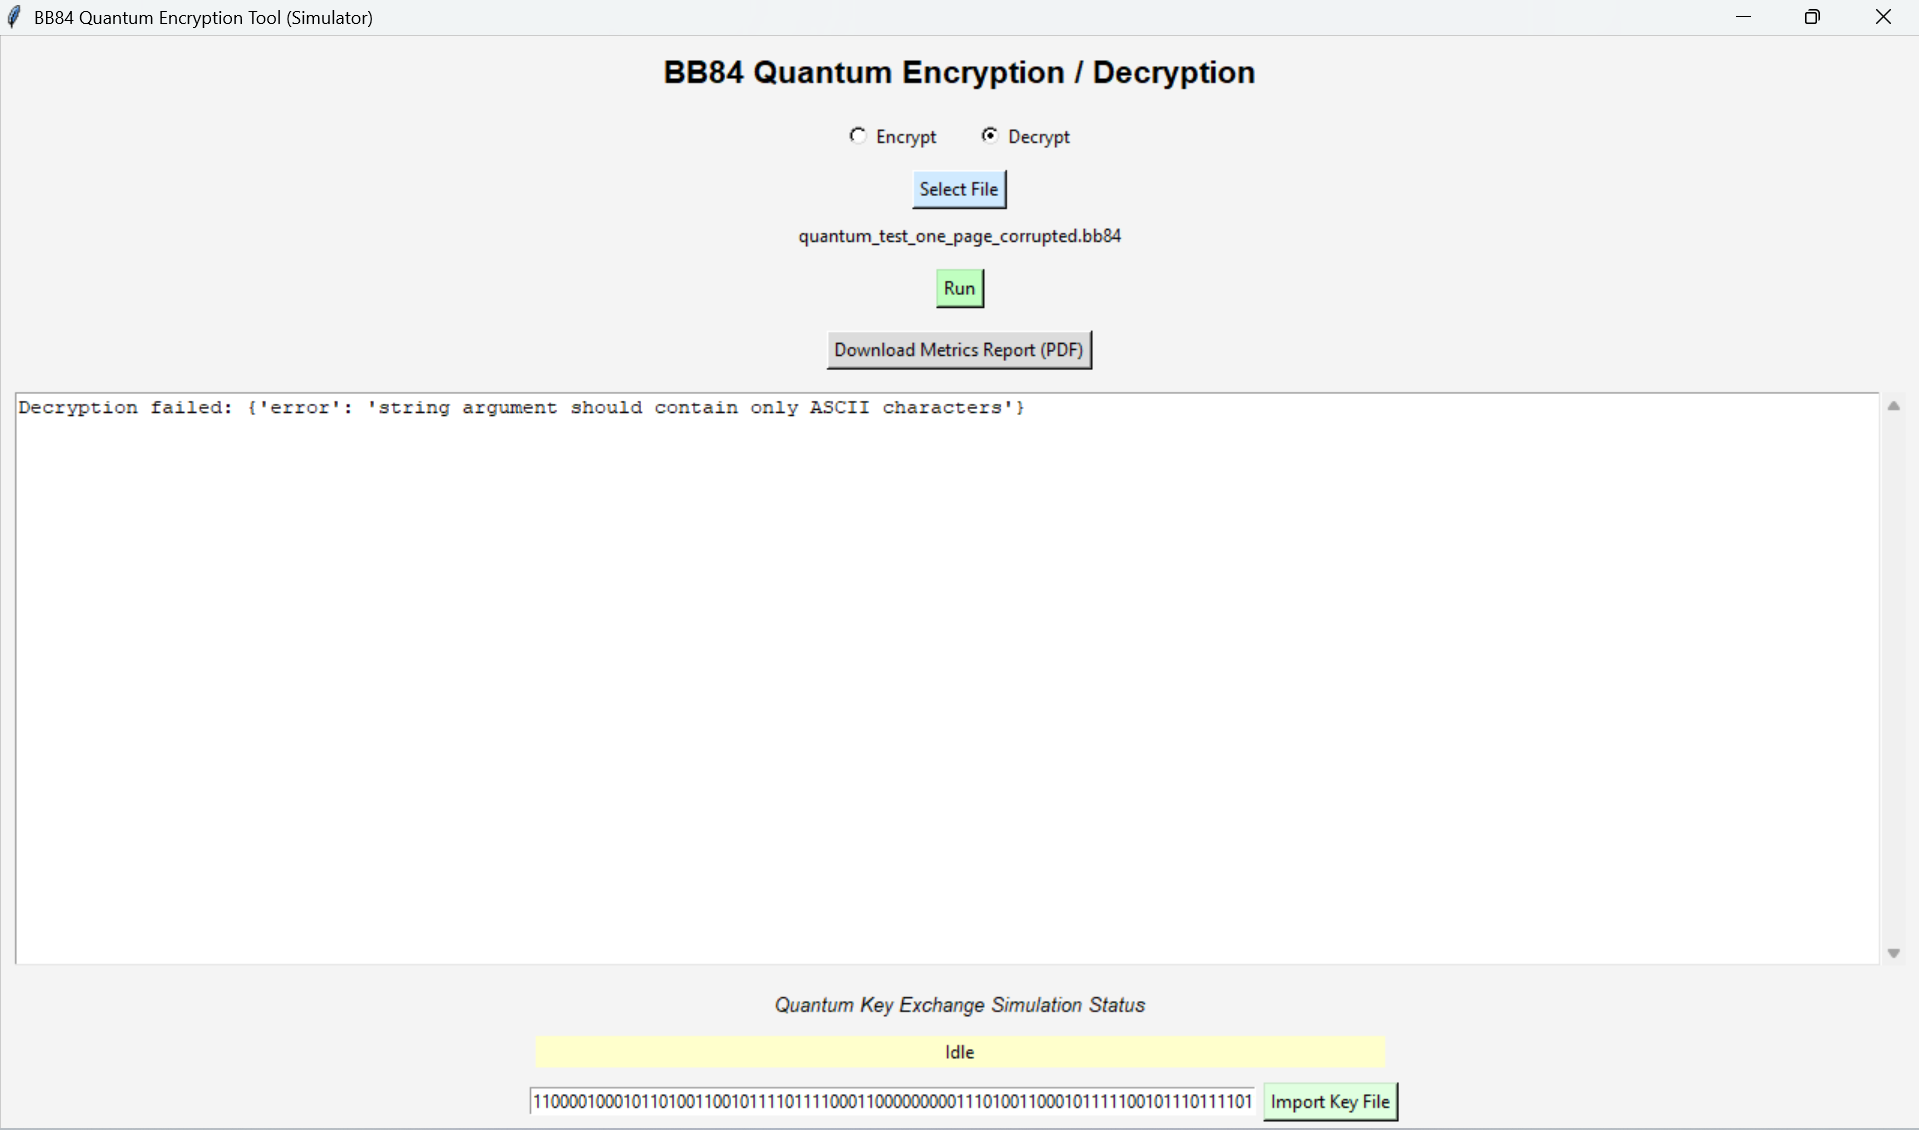 BB84 Quantum Encryption Tool (Simulator)
BB84 Quantum Encryption / Decryption
Encrypt Decrypt
Select File
quantum_test_one_page_corrupted.bb84
Run
Download Metrics Report (PDF)
Decryption failed: {'error': 'string argument should contain only ASCII characters'}
Quantum Key Exchange Simulation Status
Idle
Import Key File